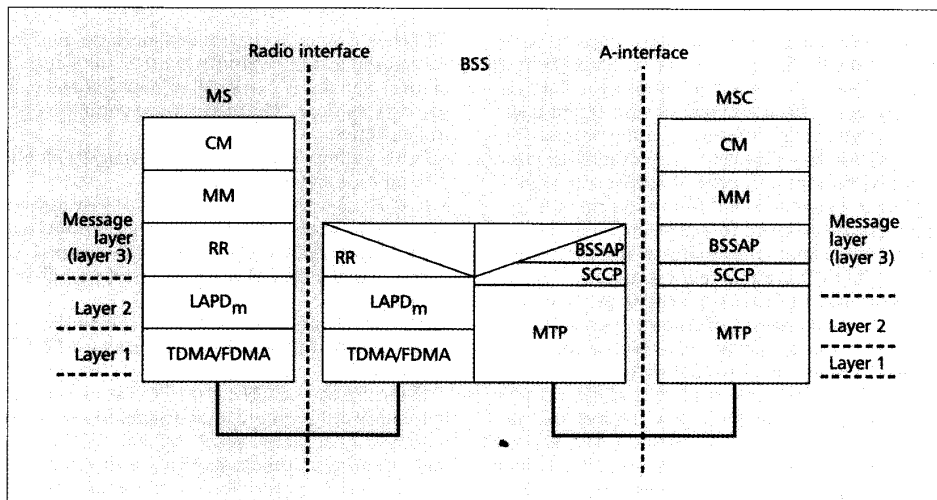 Radio interface
BSS
A-interface
MS
MSC
CM
CM
MM
MM
Message
layer
(layer 3)
RR
RR
BSSAP
SCCP
BSSAP
SCCP
Message
layer
(layer 3)
Layer 2
LAPDm
LAPDm
MTP
MTP
Layer 2
Layer 1
TDMA/FDMA
TDMA/FDMA
Layer 1